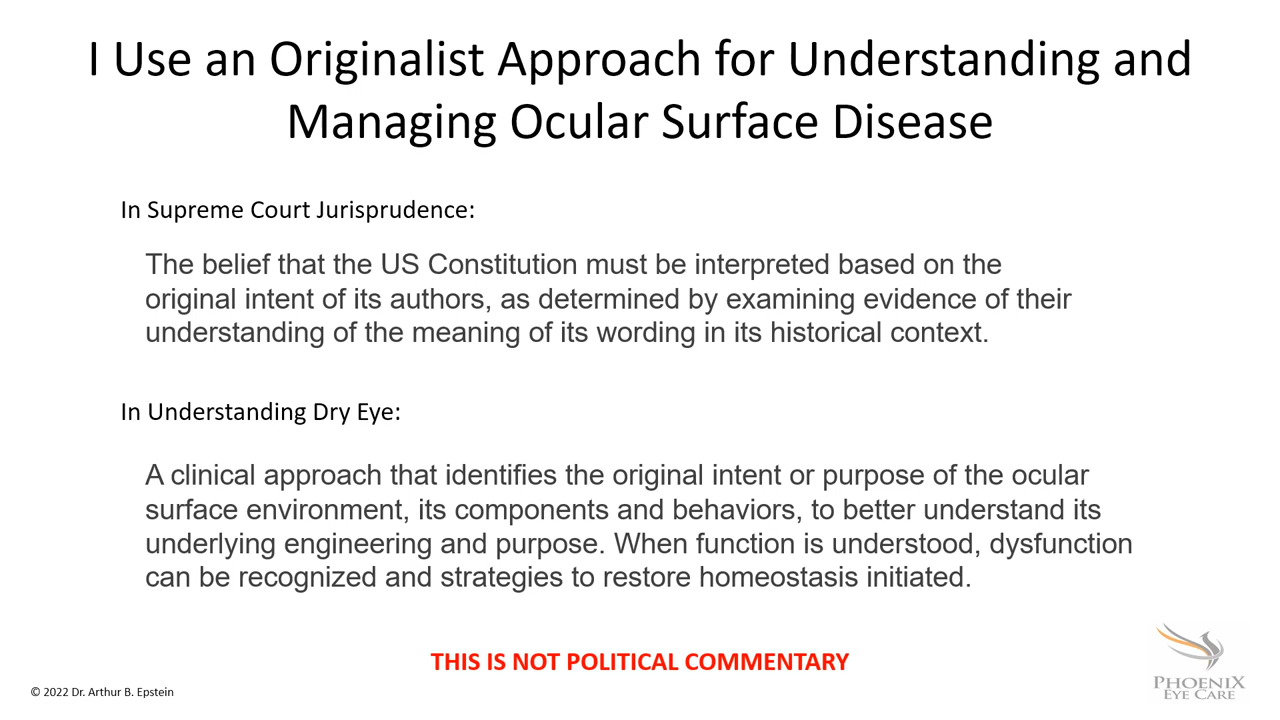 I Use an Originalist Approach for Understanding and
Managing Ocular Surface Disease
In Supreme Court Jurisprudence:
The belief that the US Constitution must be interpreted based on the
original intent of its authors, as determined by examining evidence of their
understanding of the meaning of its wording in its historical context.
In Understanding Dry Eye:
A clinical approach that identifies the original intent or purpose of the ocular
surface environment, its components and behaviors, to better understand its
underlying engineering and purpose. When function is understood, dysfunction
can be recognized and strategies to restore homeostasis initiated.
THIS IS NOT POLITICAL COMMENTARY
© 2022 Dr. Arthur B. Epstein
PHOENIX
EYE CARE